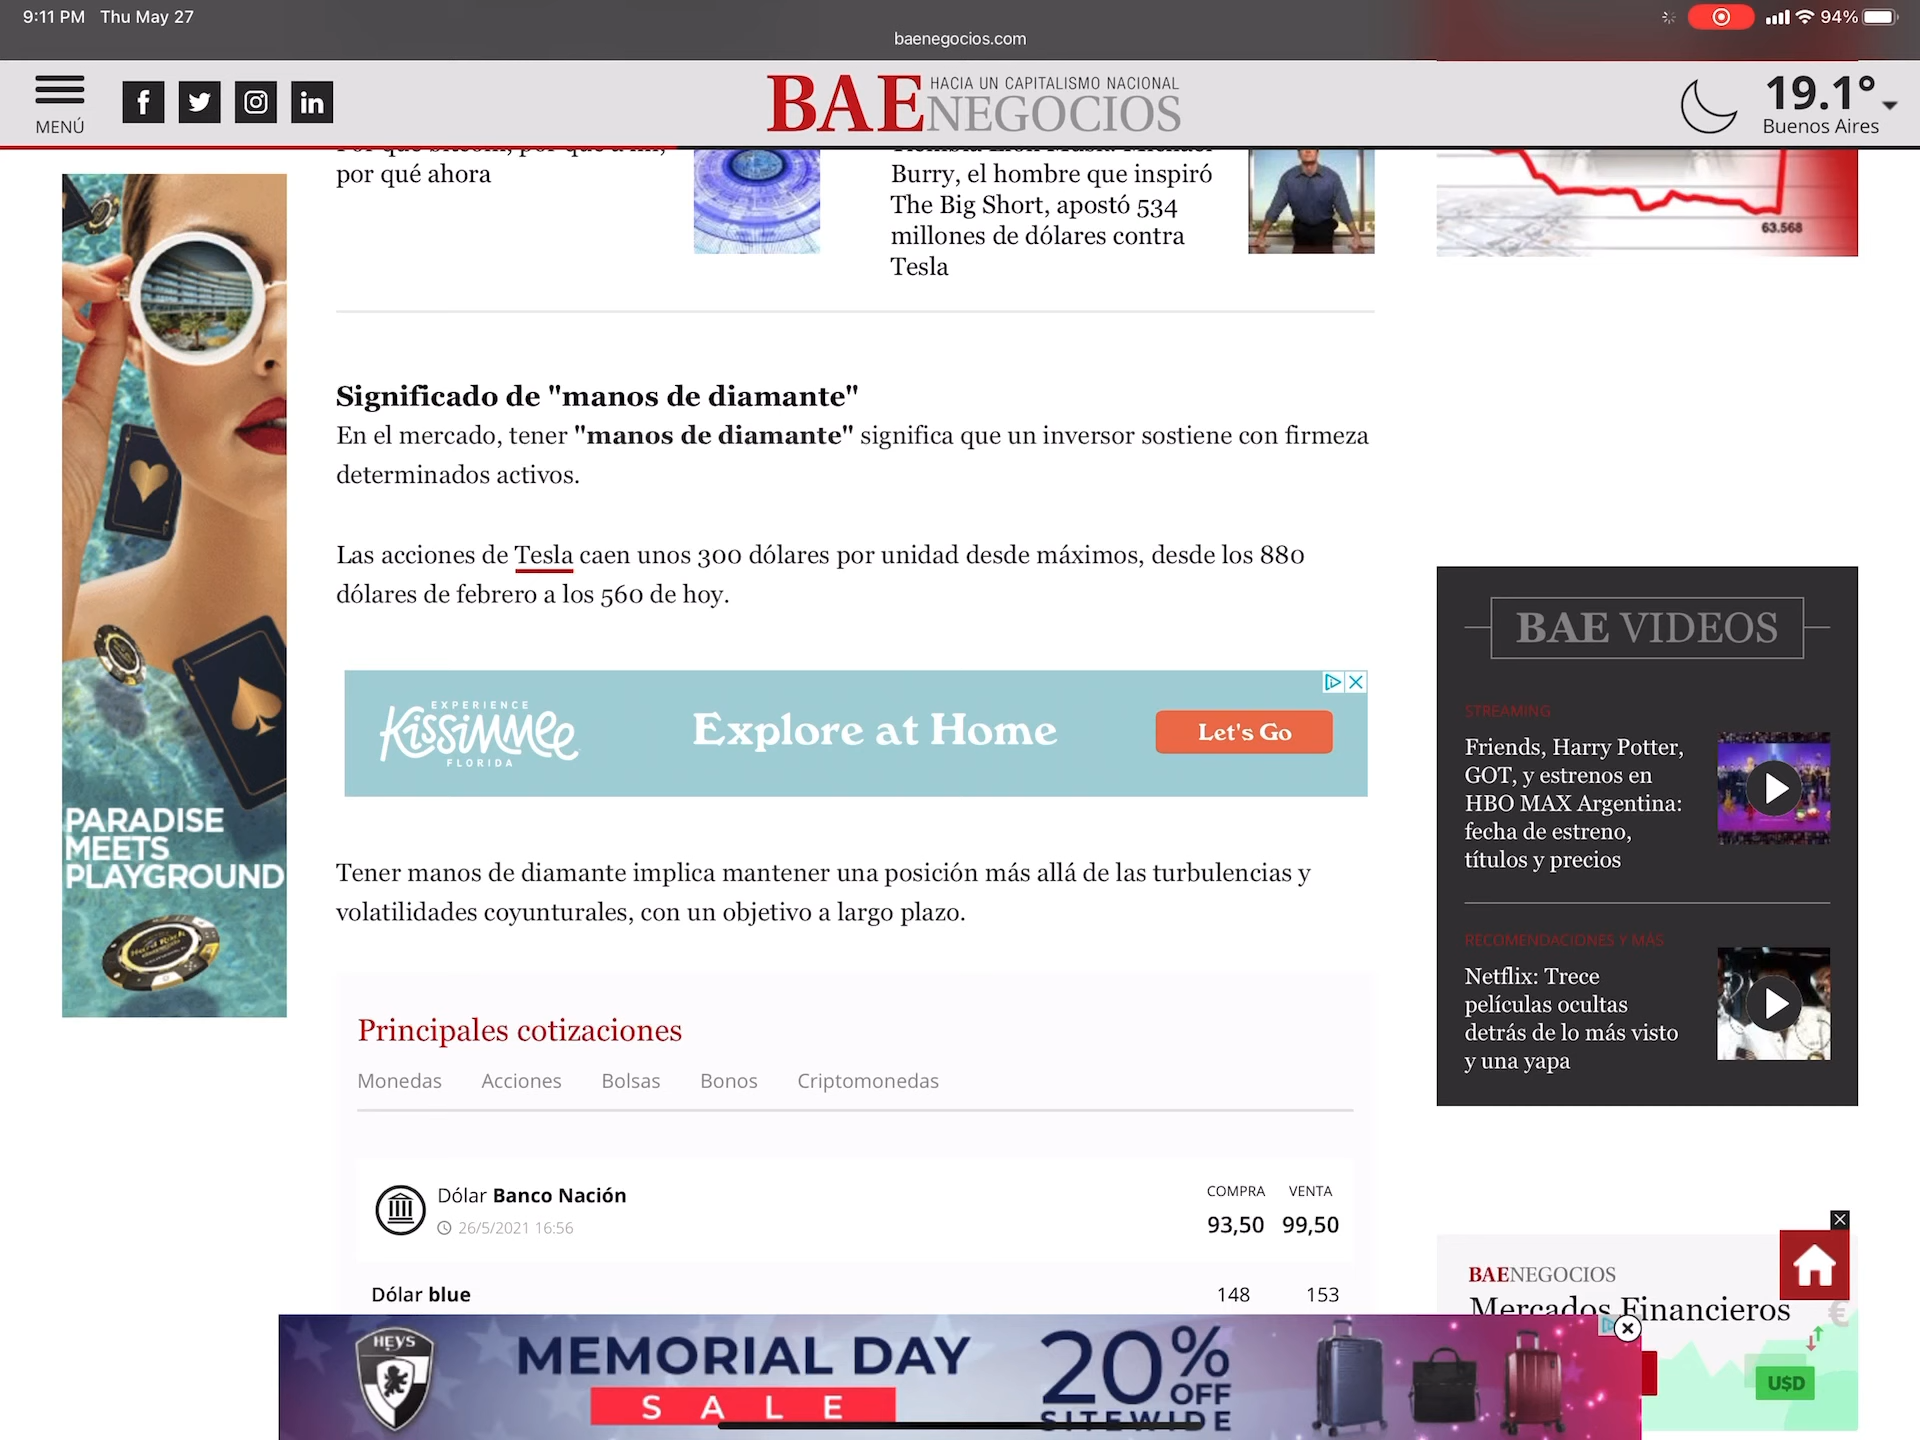 9:11 PM Thu May 27
94%
baenegocios.com
MENÚ
BAE HACIA UN CAPITALISMO NACIONAL
NEGOCIOS
19.1°
Buenos Aires
por qué ahora
Burry, el hombre que inspiró
The Big Short, apostó 534
millones de dólares contra
Tesla
63.568
Significado de "manos de diamante"
En el mercado, tener "manos de diamante" significa que un inversor sostiene con firmeza
determinados activos.
Las acciones de Tesla caen unos 300 dólares por unidad desde máximos, desde los 880
dólares de febrero a los 560 de hoy.
EXPERIENCE
Kissimmee
FLORIDA
Explore at Home
Let's Go
Tener manos de diamante implica mantener una posición más allá de las turbulencias y
volatilidades coyunturales, con un objetivo a largo plazo.
PARADISE
MEETS
PLAYGROUND
Principales cotizaciones
Monedas Acciones Bolsas Bonos Criptomonedas
Dólar Banco Nación
26/5/2021 16:56
COMPRA VENTA
93,50 99,50
Dólar blue 148 153
BAE VIDEOS
STREAMING
Friends, Harry Potter,
GOT, y estrenos en
HBO MAX Argentina:
fecha de estreno,
títulos y precios
RECOMENDACIONES Y MÁS
Netflix: Trece
películas ocultas
detrás de lo más visto
y una yapa
BAENEGOCIOS
Mercados Financieros
€
U$D
HEYS
MEMORIAL DAY
SALE
20% OFF
SITEWIDE